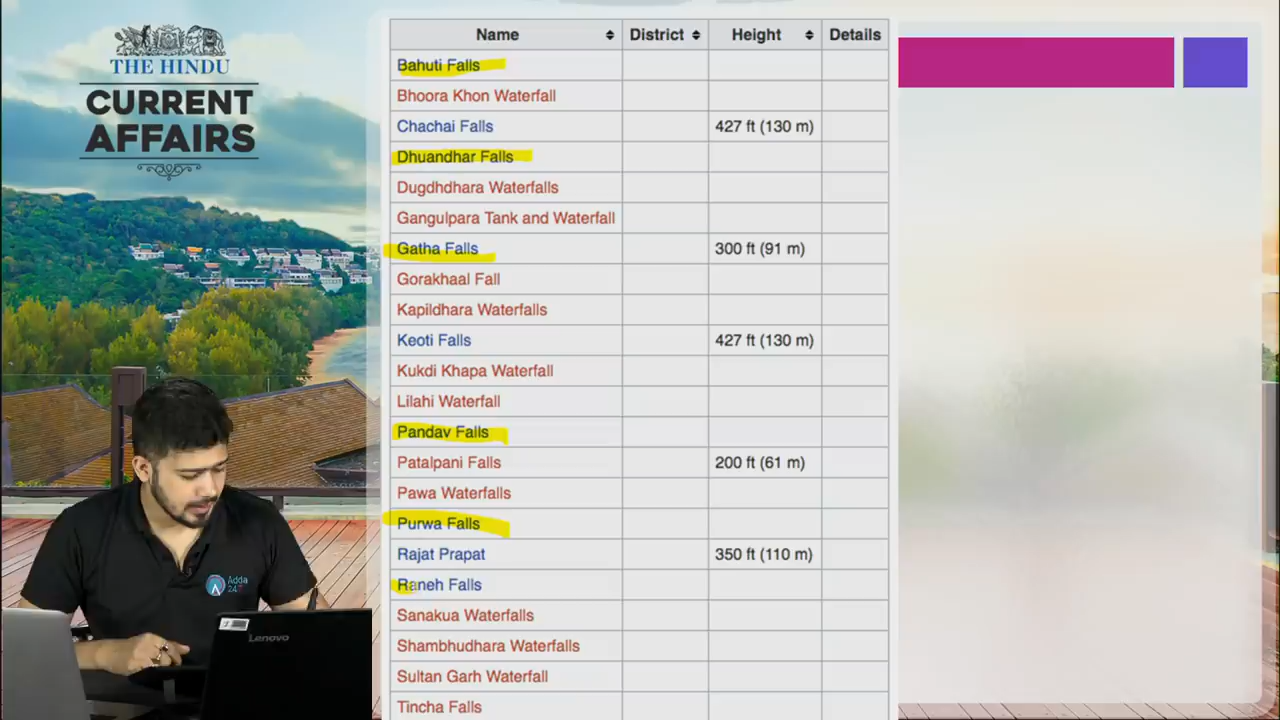 THE HINDU
CURRENT
AFFAIRS
Name District Height Details
Bahuti Falls
Bhoora Khon Waterfall
Chachai Falls 427 ft (130 m)
Dhuandhar Falls
Dugdhdhara Waterfalls
Gangulpara Tank and Waterfall
Gatha Falls 300 ft (91 m)
Gorakhaal Fall
Kapildhara Waterfalls
Keoti Falls 427 ft (130 m)
Kukdi Khapa Waterfall
Lilahi Waterfall
Pandav Falls
Patalpani Falls 200 ft (61 m)
Pawa Waterfalls
Purwa Falls
Rajat Prapat 350 ft (110 m)
Raneh Falls
Sanakua Waterfalls
Shambhudhara Waterfalls
Sultan Garh Waterfall
Tincha Falls
Adda
247
Lenovo